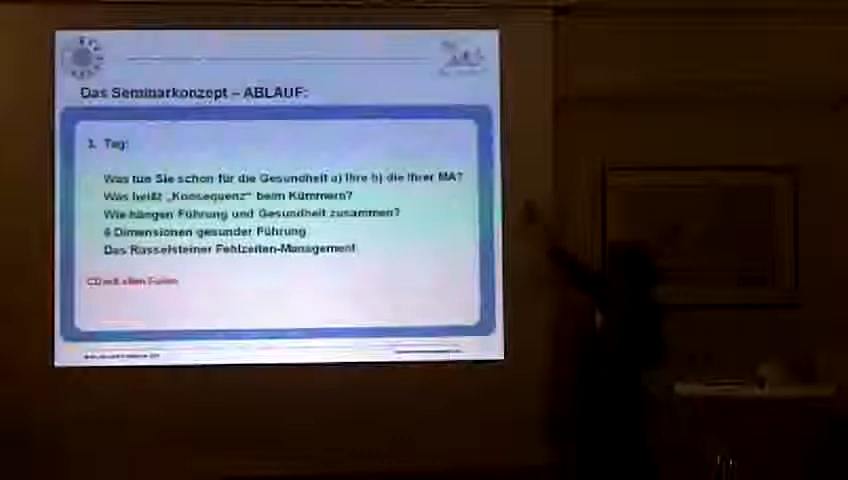 Das Seminarkonzept – ABLAUF:
1. Tag:
Was tun Sie schon für die Gesundheit a) Ihre b) die Ihrer MA?
Was heißt „Konsequenz“ beim Kümmern?
Wie hängen Führung und Gesundheit zusammen?
6 Dimensionen gesunder Führung
Das Rasselsteiner Fehlzeiten-Management
CD mit allen Folien